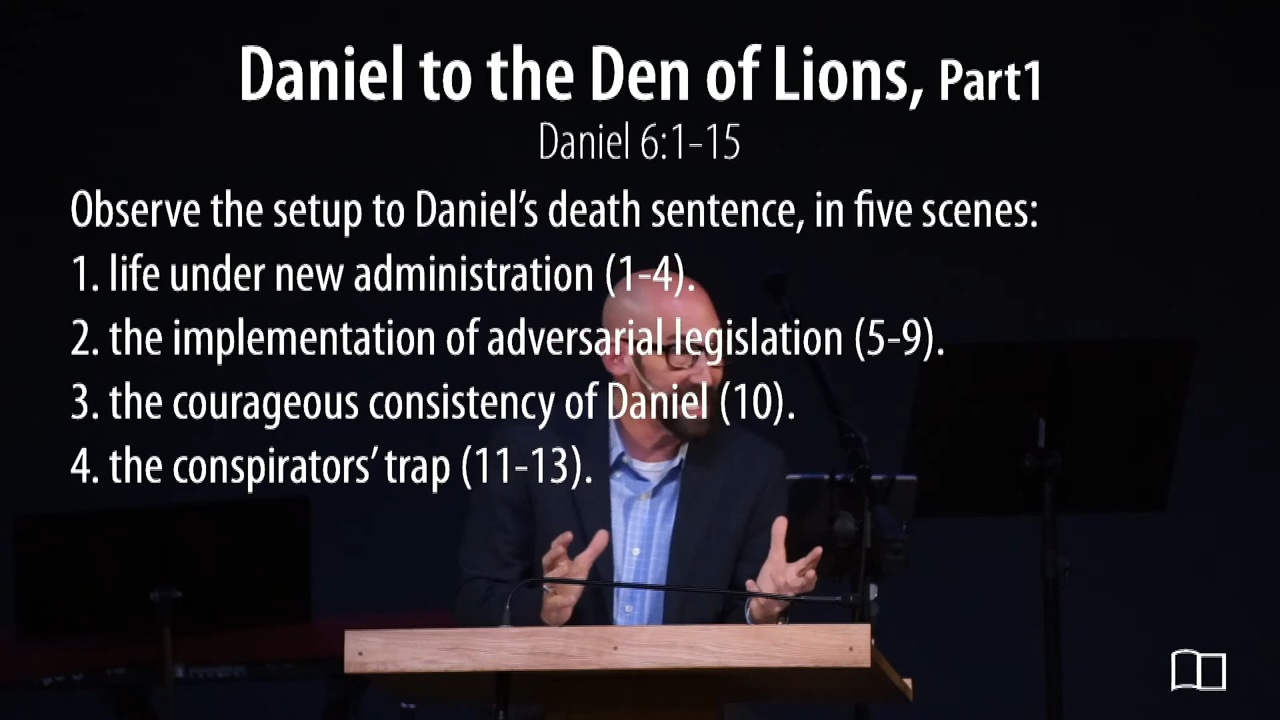 Daniel to the Den of Lions, Part1
Daniel 6:1-15
Observe the setup to Daniel’s death sentence, in five scenes:
1. life under new administration (1-4).
2. the implementation of adversarial legislation (5-9).
3. the courageous consistency of Daniel (10).
4. the conspirators’ trap (11-13).